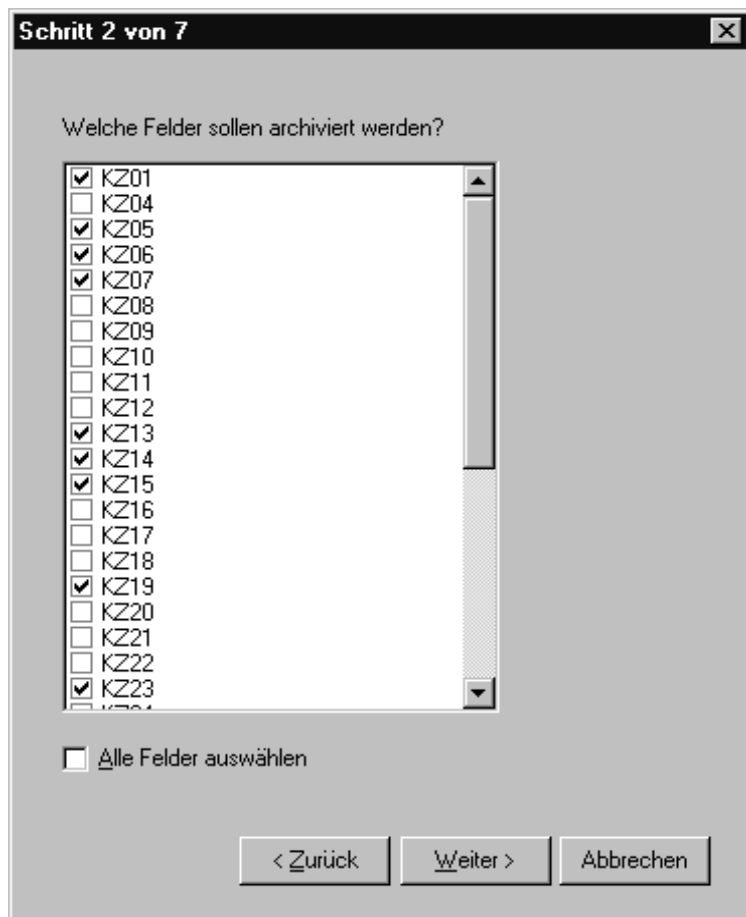 Schritt 2 von 7
Welche Felder sollen archiviert werden?
KZ01
KZ04
KZ05
KZ06
KZ07
KZ08
KZ09
KZ10
KZ11
KZ12
KZ13
KZ14
KZ15
KZ16
KZ17
KZ18
KZ19
KZ20
KZ21
KZ22
KZ23
Alle Felder auswählen
< Zurück Weiter > Abbrechen